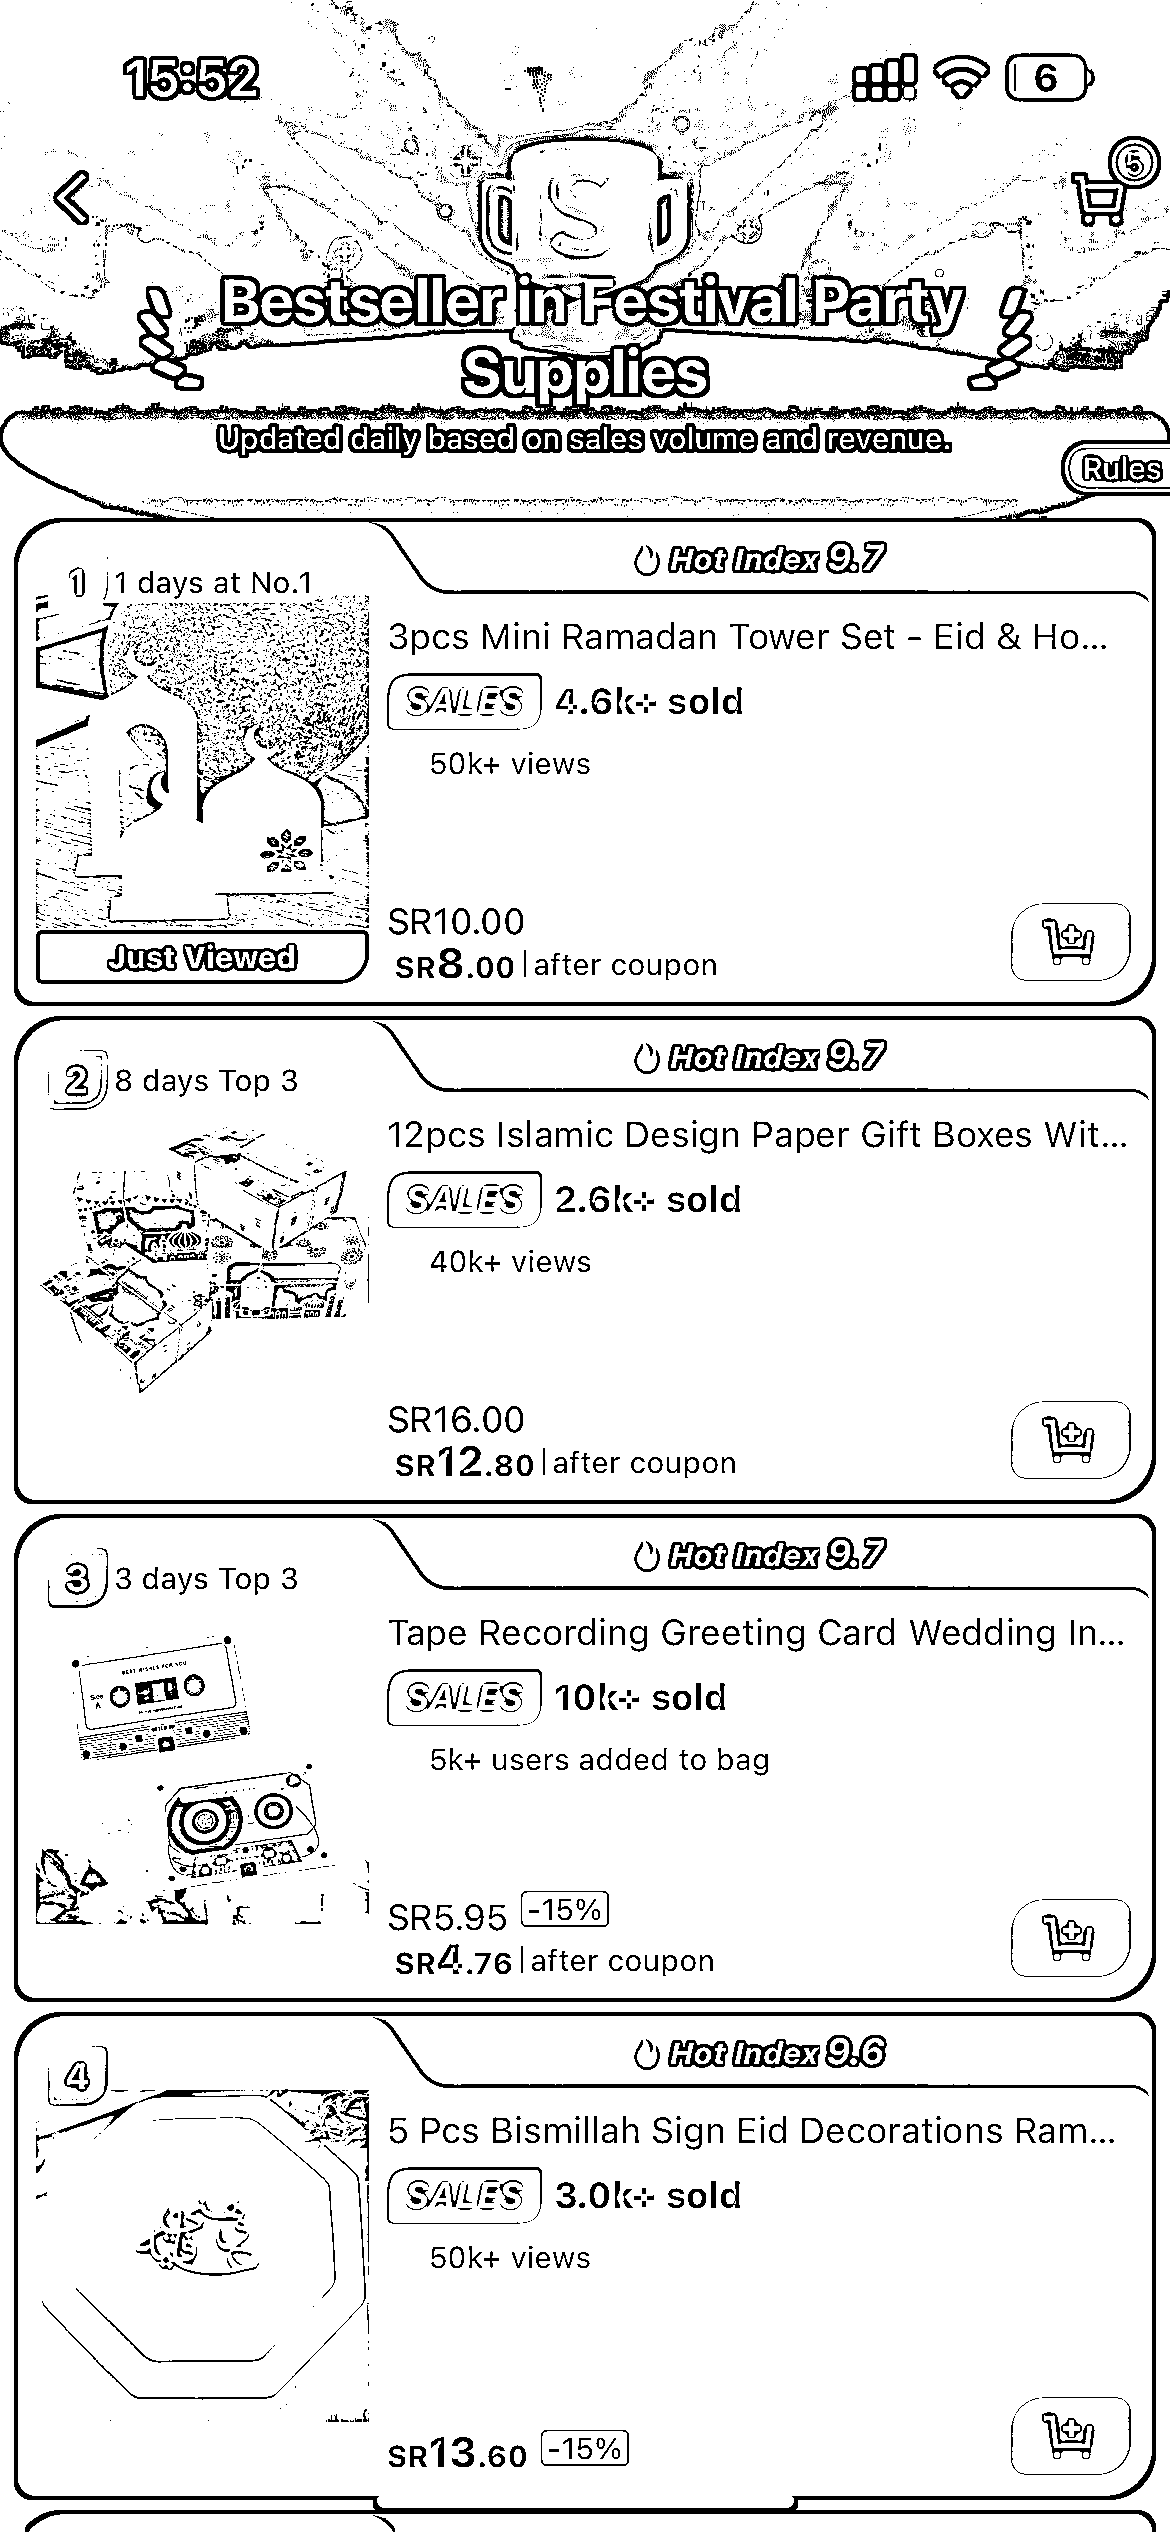 15:52
6
5
S
Bestseller in Festival Party
Supplies
Updated daily based on sales volume and revenue.
Rules
Hot Index 9.7
1 1 days at No.1
3pcs Mini Ramadan Tower Set - Eid & Ho...
SALES 4.6k+ sold
50k+ views
SR10.00
SR8.00 | after coupon
Just Viewed
Hot Index 9.7
2 8 days Top 3
12pcs Islamic Design Paper Gift Boxes Wit...
SALES 2.6k+ sold
40k+ views
SR16.00
SR12.80 | after coupon
Hot Index 9.7
3 3 days Top 3
Tape Recording Greeting Card Wedding In...
SALES 10k+ sold
BEST WISHES FOR YOU
Side
A
5k+ users added to bag
SR5.95 -15%
SR4.76 | after coupon
Hot Index 9.6
4
5 Pcs Bismillah Sign Eid Decorations Ram...
SALES 3.0k+ sold
50k+ views
SR13.60 -15%